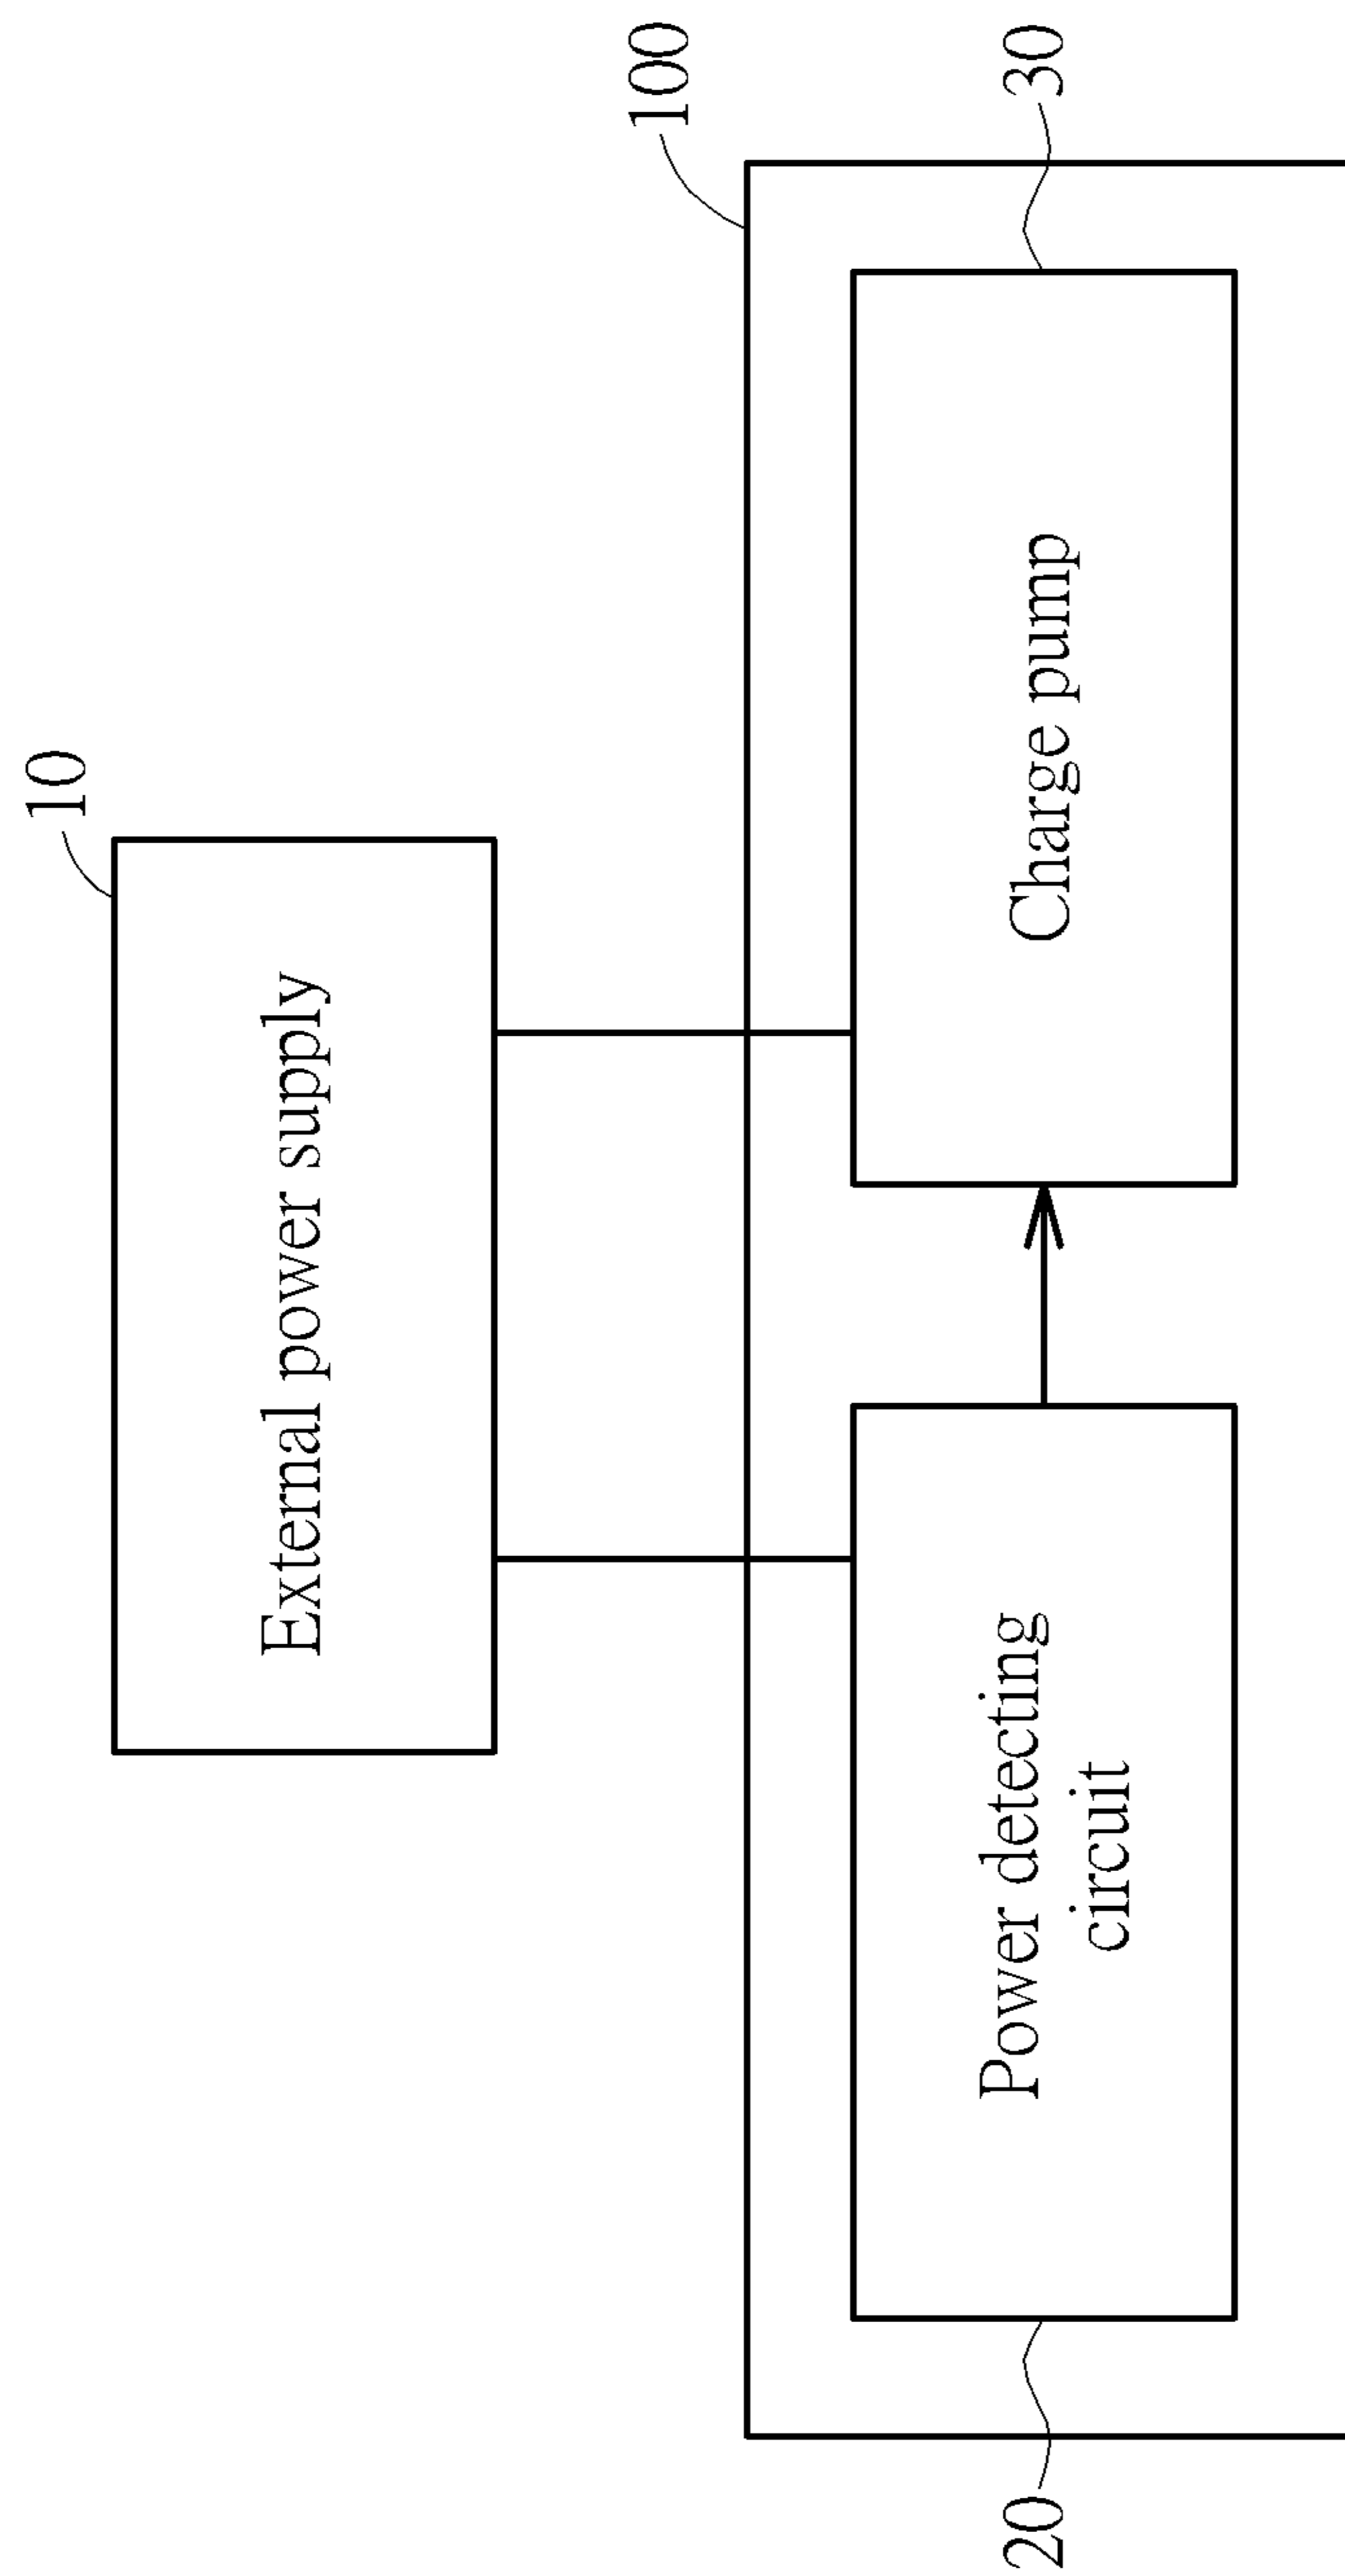 10
External power supply
100
Power detecting
circuit
Charge pump
20
30